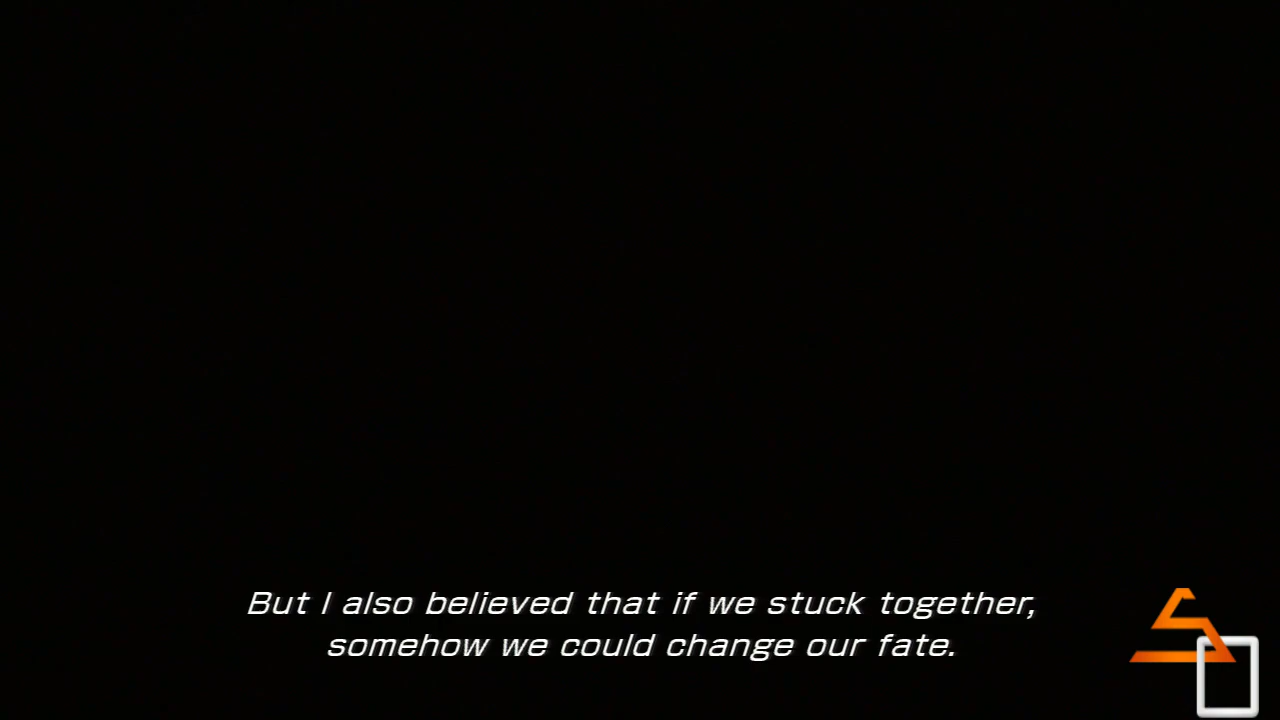 But I also believed that if we stuck together,
somehow we could change our fate.